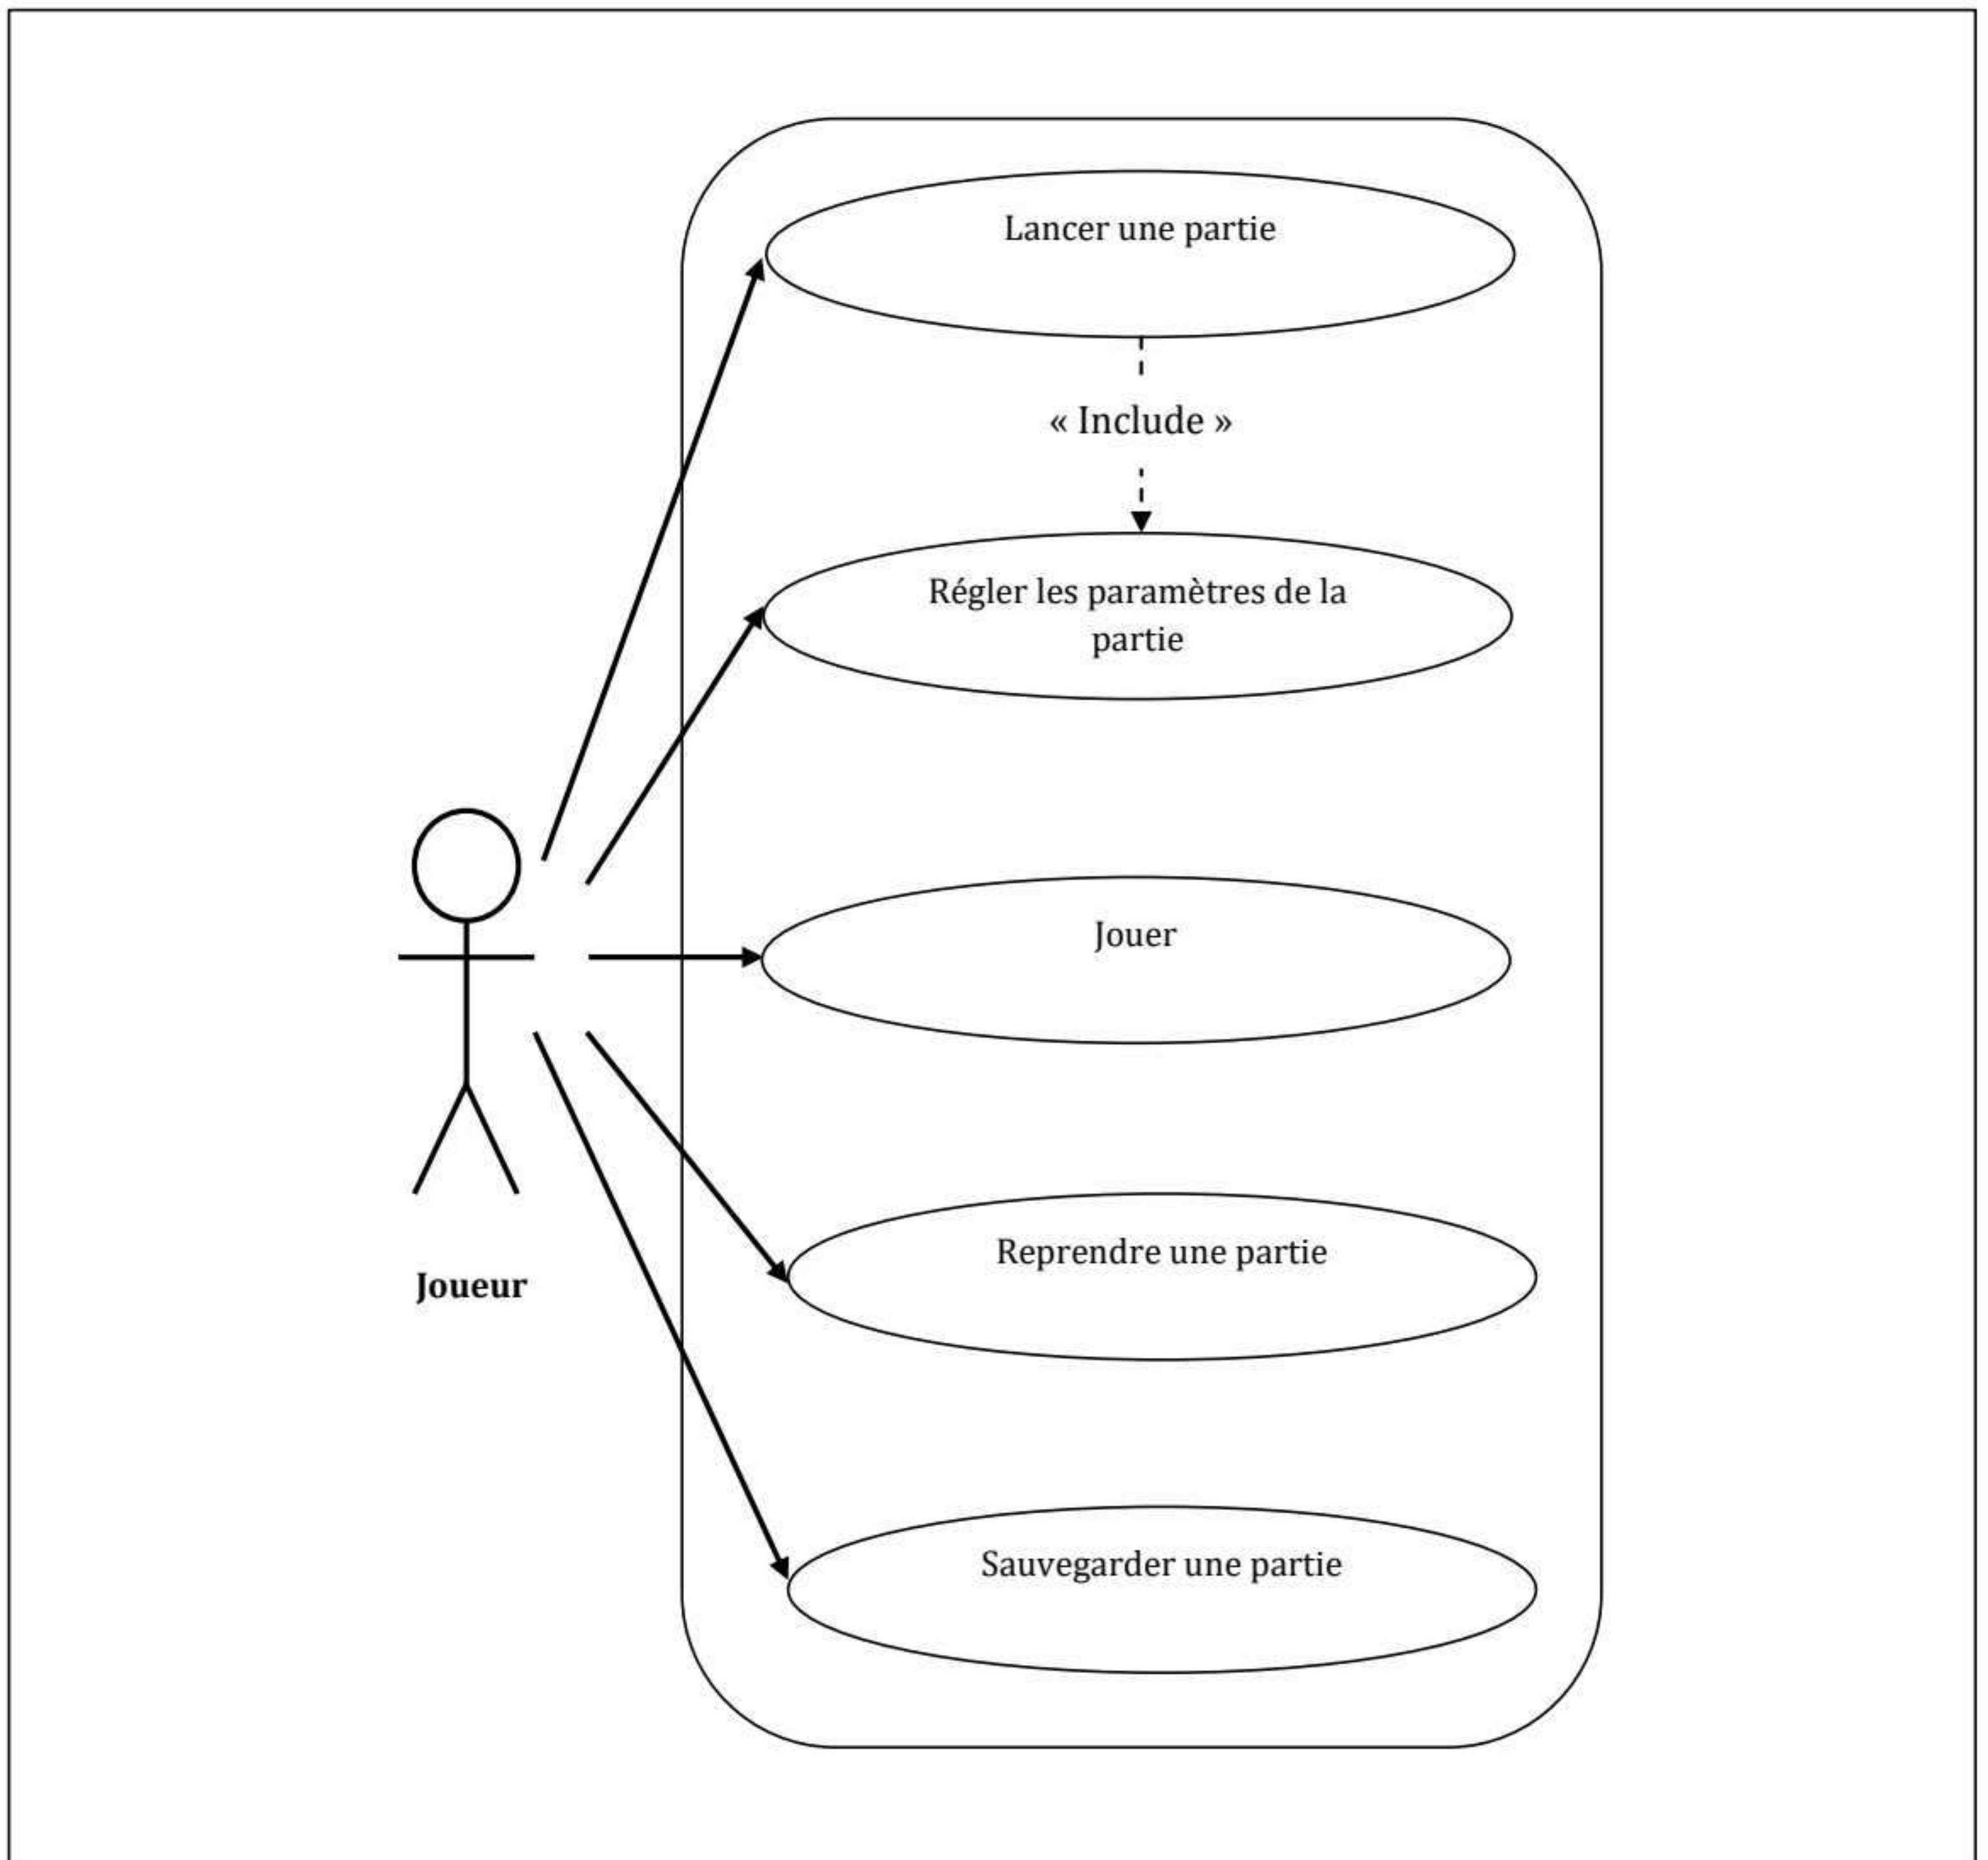 Lancer une partie
« Include »
Régler les paramètres de la
partie
Jouer
Reprendre une partie
Joueur
Sauvegarder une partie